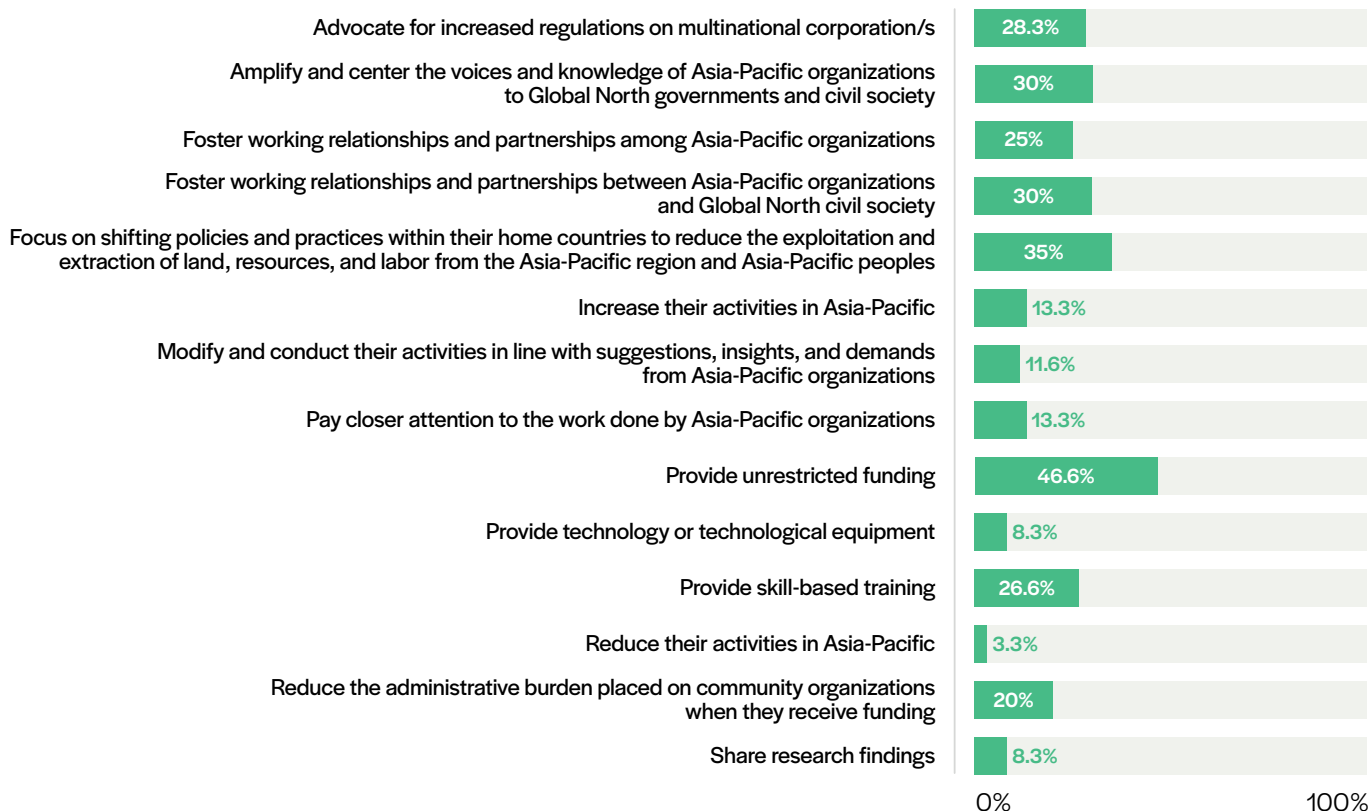 Advocate for increased regulations on multinational corporation/s
28.3%
Amplify and center the voices and knowledge of Asia-Pacific organizations
to Global North governments and civil society
30%
Foster working relationships and partnerships among Asia-Pacific organizations
25%
Foster working relationships and partnerships between Asia-Pacific organizations
and Global North civil society
30%
Focus on shifting policies and practices within their home countries to reduce the exploitation and
extraction of land, resources, and labor from the Asia-Pacific region and Asia-Pacific peoples
35%
Increase their activities in Asia-Pacific
13.3%
Modify and conduct their activities in line with suggestions, insights, and demands
from Asia-Pacific organizations
11.6%
Pay closer attention to the work done by Asia-Pacific organizations
13.3%
Provide unrestricted funding
46.6%
Provide technology or technological equipment
8.3%
Provide skill-based training
26.6%
Reduce their activities in Asia-Pacific
3.3%
Reduce the administrative burden placed on community organizations
when they receive funding
20%
Share research findings
8.3%
0% 100%